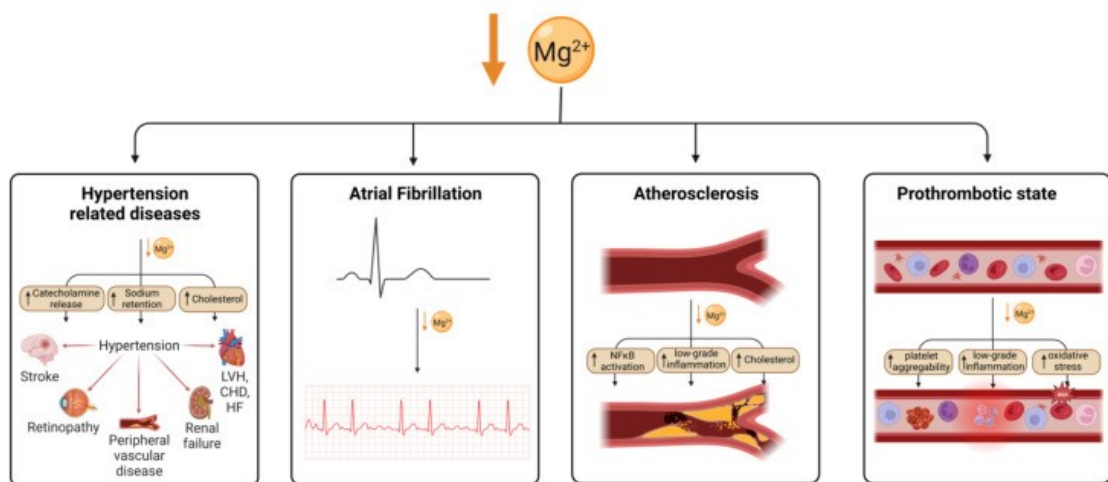 Mg²⁺
Hypertension
related diseases
Mg²⁺
↑ Catecholamine
release
↑ Sodium
retention
↑ Cholesterol
Hypertension
Stroke
Retinopathy
Peripheral
vascular
disease
Renal
failure
LVH,
CHD,
HF
Atrial Fibrillation
Mg²⁺
Atherosclerosis
Mg²⁺
↑ NFκB
activation
↑ low-grade
inflammation
↑ Cholesterol
Prothrombotic state
Mg²⁺
↑ platelet
aggregability
↑ low-grade
inflammation
↑ oxidative
stress